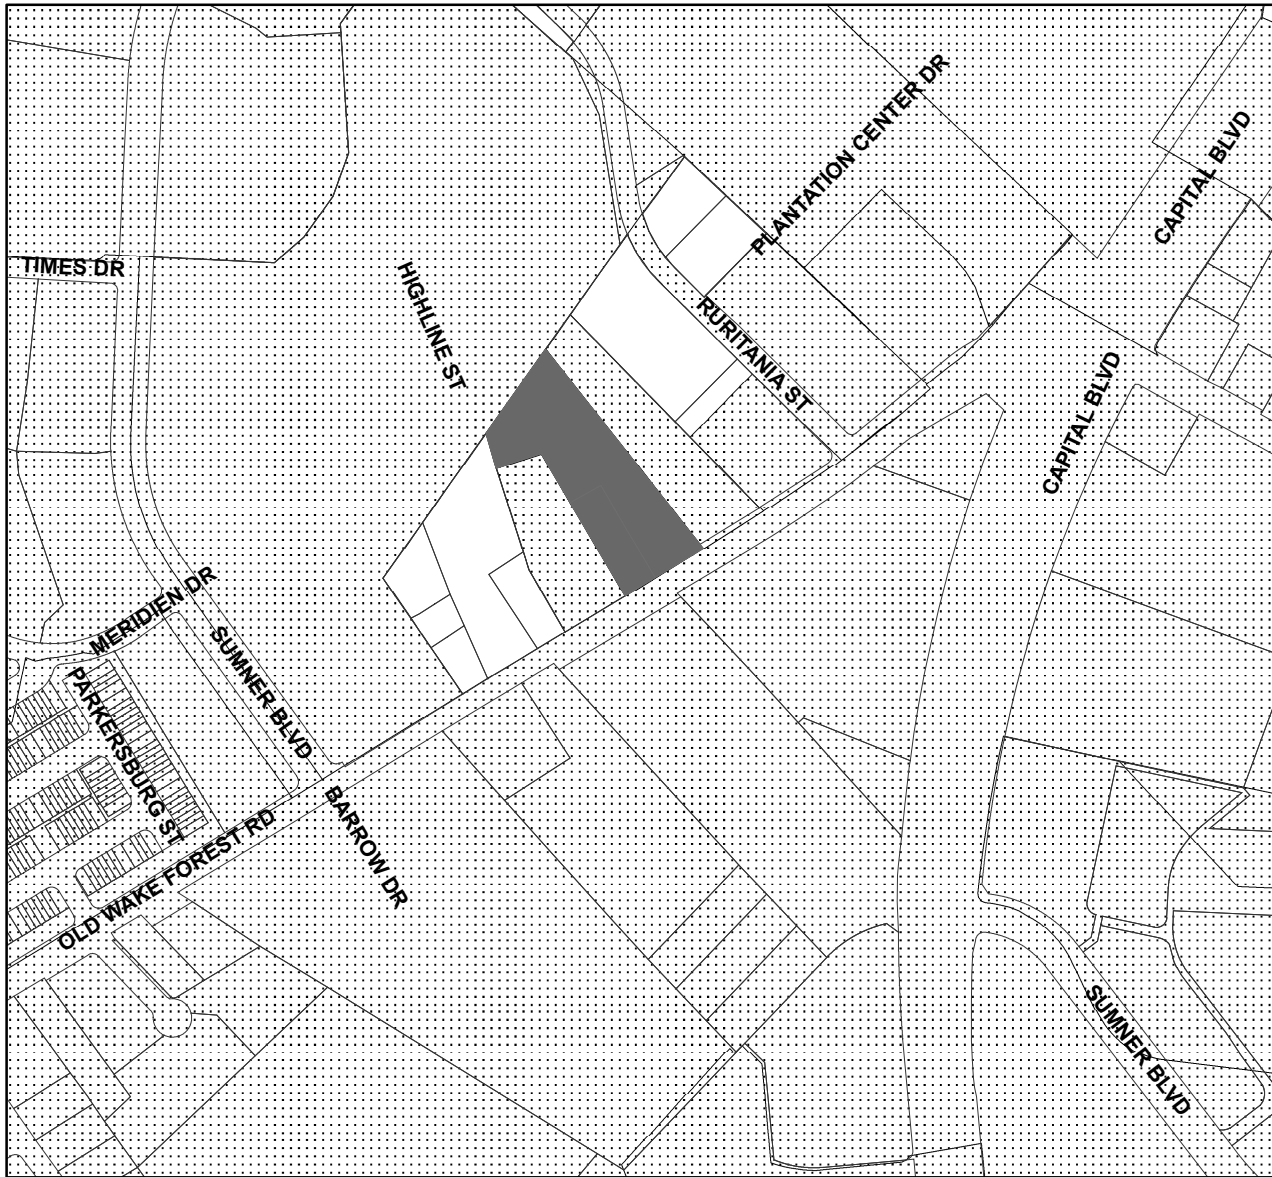 PLANTATION CENTER DR
CAPITAL BLVD
TIMES DR
HIGHLINE ST
RURITANIA ST
CAPITAL BLVD
MERIDIEN DR
SUMNER BLVD
PARKERSBURG ST
BARROW DR
OLD WAKE FOREST RD
SUMNER BLVD